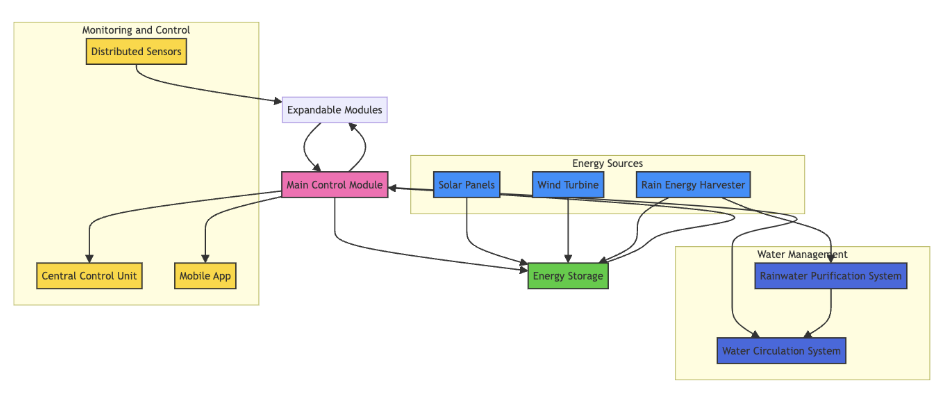 Monitoring and Control
Distributed Sensors
Expandable Modules
Energy Sources
Main Control Module
Solar Panels
Wind Turbine
Rain Energy Harvester
Water Management
Central Control Unit
Mobile App
Energy Storage
Rainwater Purification System
Water Circulation System